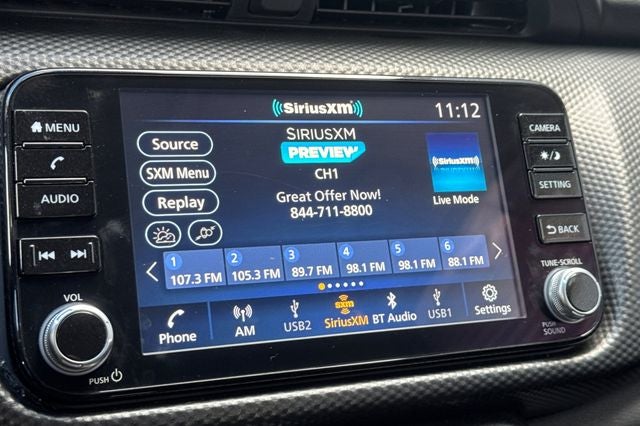 MENU
AUDIO
VOL
PUSH
SiriusXM
11:12
Source
SXM Menu
Replay
SIRIUSXM
PREVIEW
CH1
Great Offer Now!
844-711-8800
SiriusXM
Live Mode
1 107.3 FM
2 105.3 FM
3 89.7 FM
4 98.1 FM
5 98.1 FM
6 88.1 FM
Phone
AM
USB2
SXM
SiriusXM
BT Audio
USB1
Settings
CAMERA
SETTING
BACK
TUNE·SCROLL
PUSH
SOUND